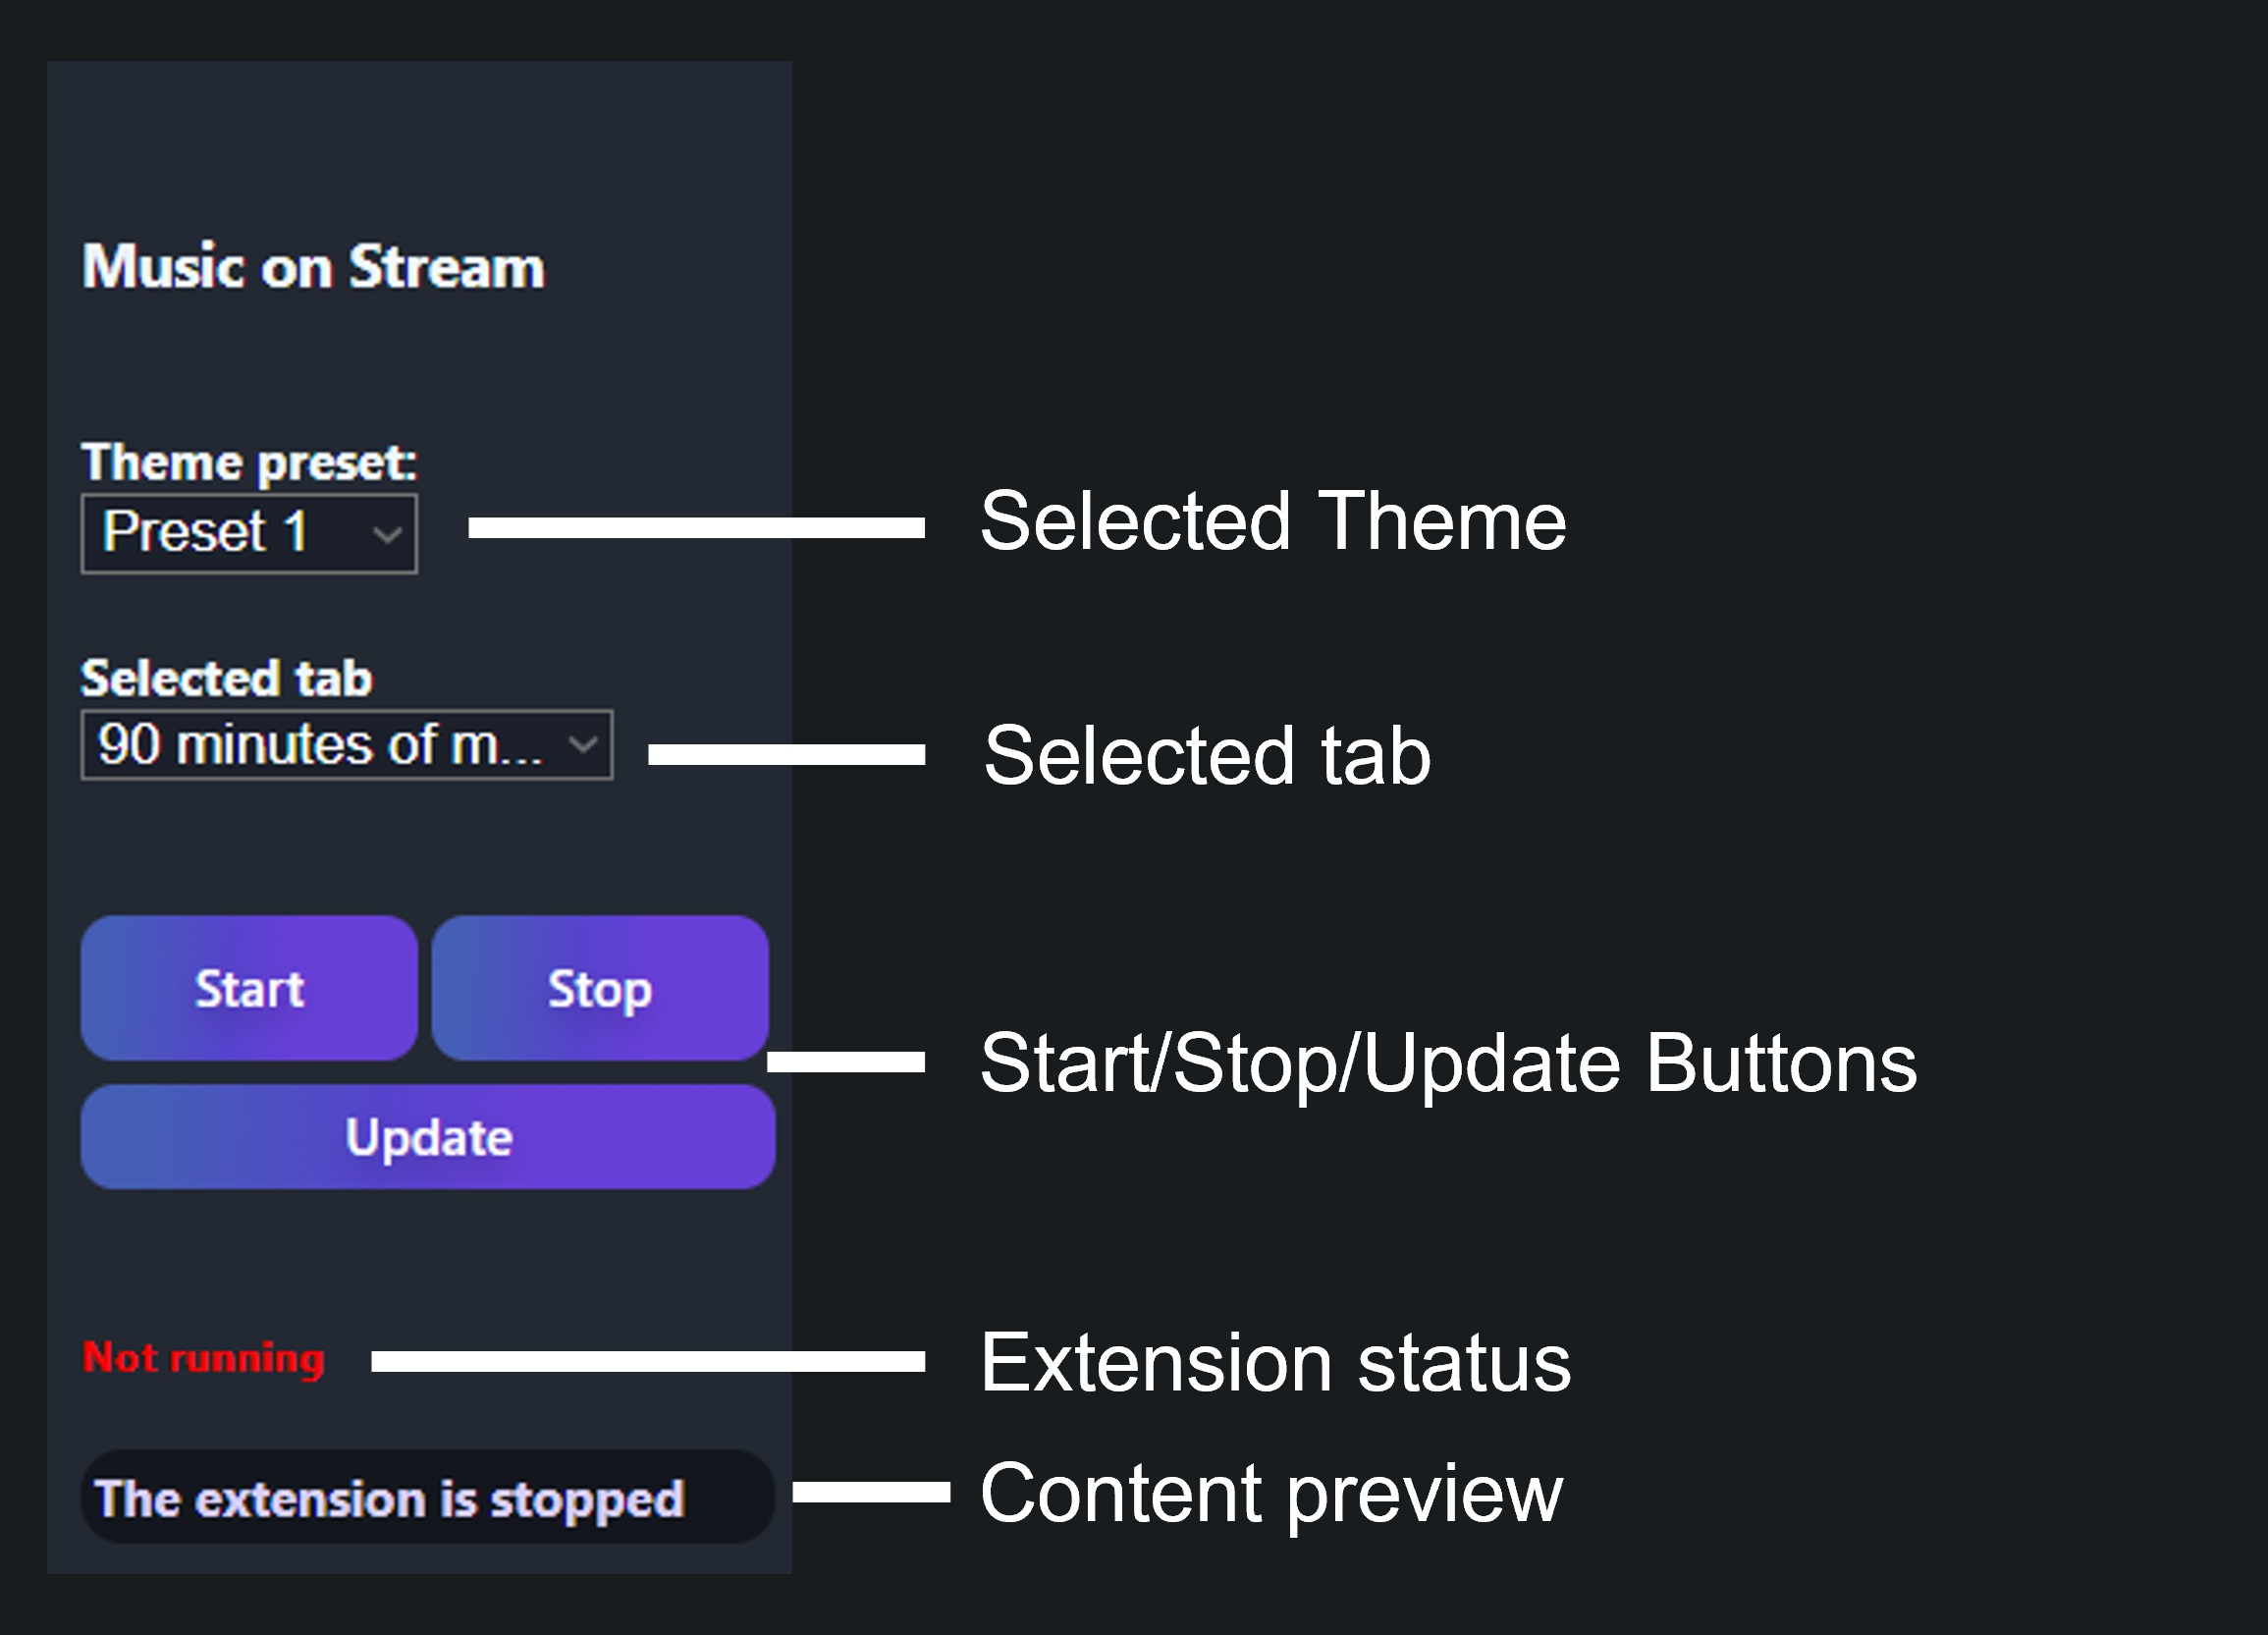 Music on Stream
Theme preset:
Preset 1
Selected Theme
Selected tab
90 minutes of m...
Selected tab
Start
Stop
Start/Stop/Update Buttons
Update
Not running
Extension status
The extension is stopped
Content preview